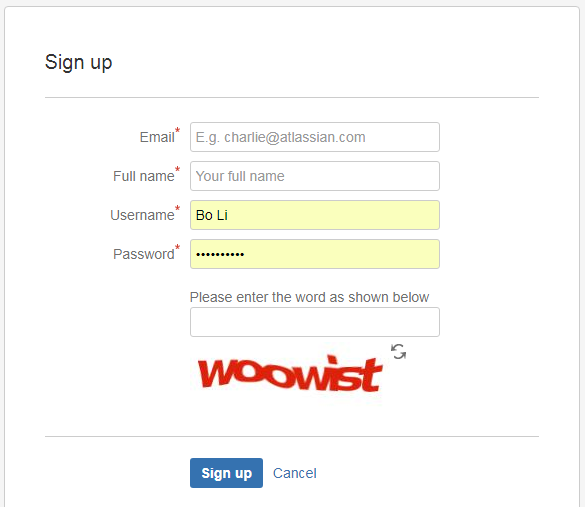 Sign up
Email*
E.g. charlie@atlassian.com
Full name*
Your full name
Username*
Bo Li
Password*
••••••••••
Please enter the word as shown below
woowist
Sign up
Cancel